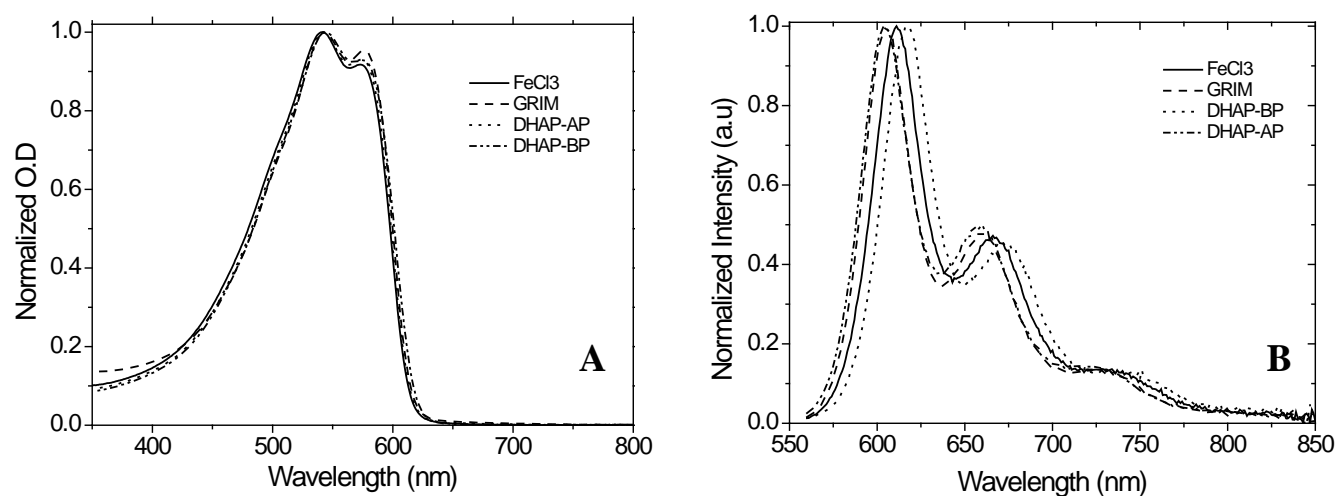 1.0
0.8
0.6
0.4
0.2
0.0
Normalized O.D
400 500 600 700 800
Wavelength (nm)
FeCl3
GRIM
DHAP-AP
DHAP-BP
A
1.0
0.8
0.6
0.4
0.2
0.0
Normalized Intensity (a.u)
550 600 650 700 750 800 850
Wavelength (nm)
FeCl3
GRIM
DHAP-BP
DHAP-AP
B